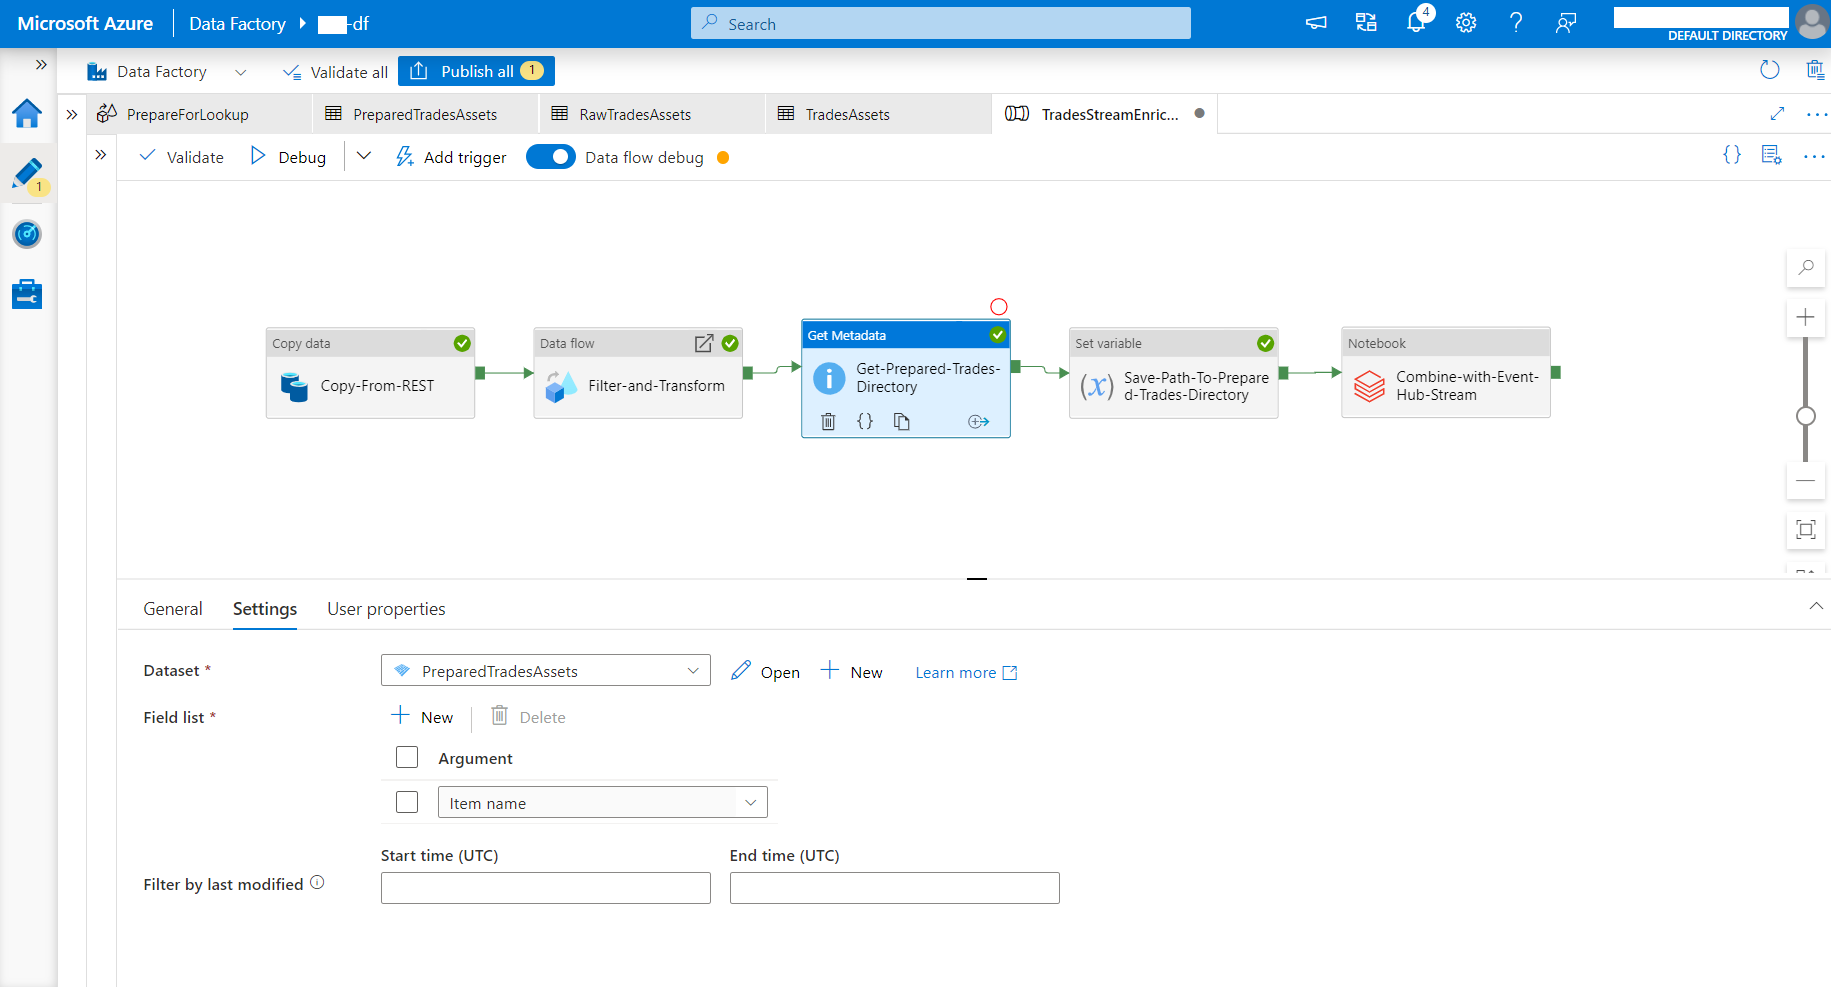 Microsoft Azure
Data Factory
-df
Search
4
DEFAULT DIRECTORY
Data Factory
Validate all
Publish all
1
PrepareForLookup
PreparedTradesAssets
RawTradesAssets
TradesAssets
TradesStreamEnric...
1
Validate
Debug
Add trigger
Data flow debug
{}
Copy data
Copy-From-REST
Data flow
Filter-and-Transform
Get Metadata
Get-Prepared-Trades-
Directory
{}
Set variable
(x)
Save-Path-To-Prepare
d-Trades-Directory
Notebook
Combine-with-Event-
Hub-Stream
General
Settings
User properties
Dataset *
PreparedTradesAssets
Open
New
Learn more
Field list *
New
Delete
Argument
Item name
Start time (UTC)
End time (UTC)
Filter by last modified